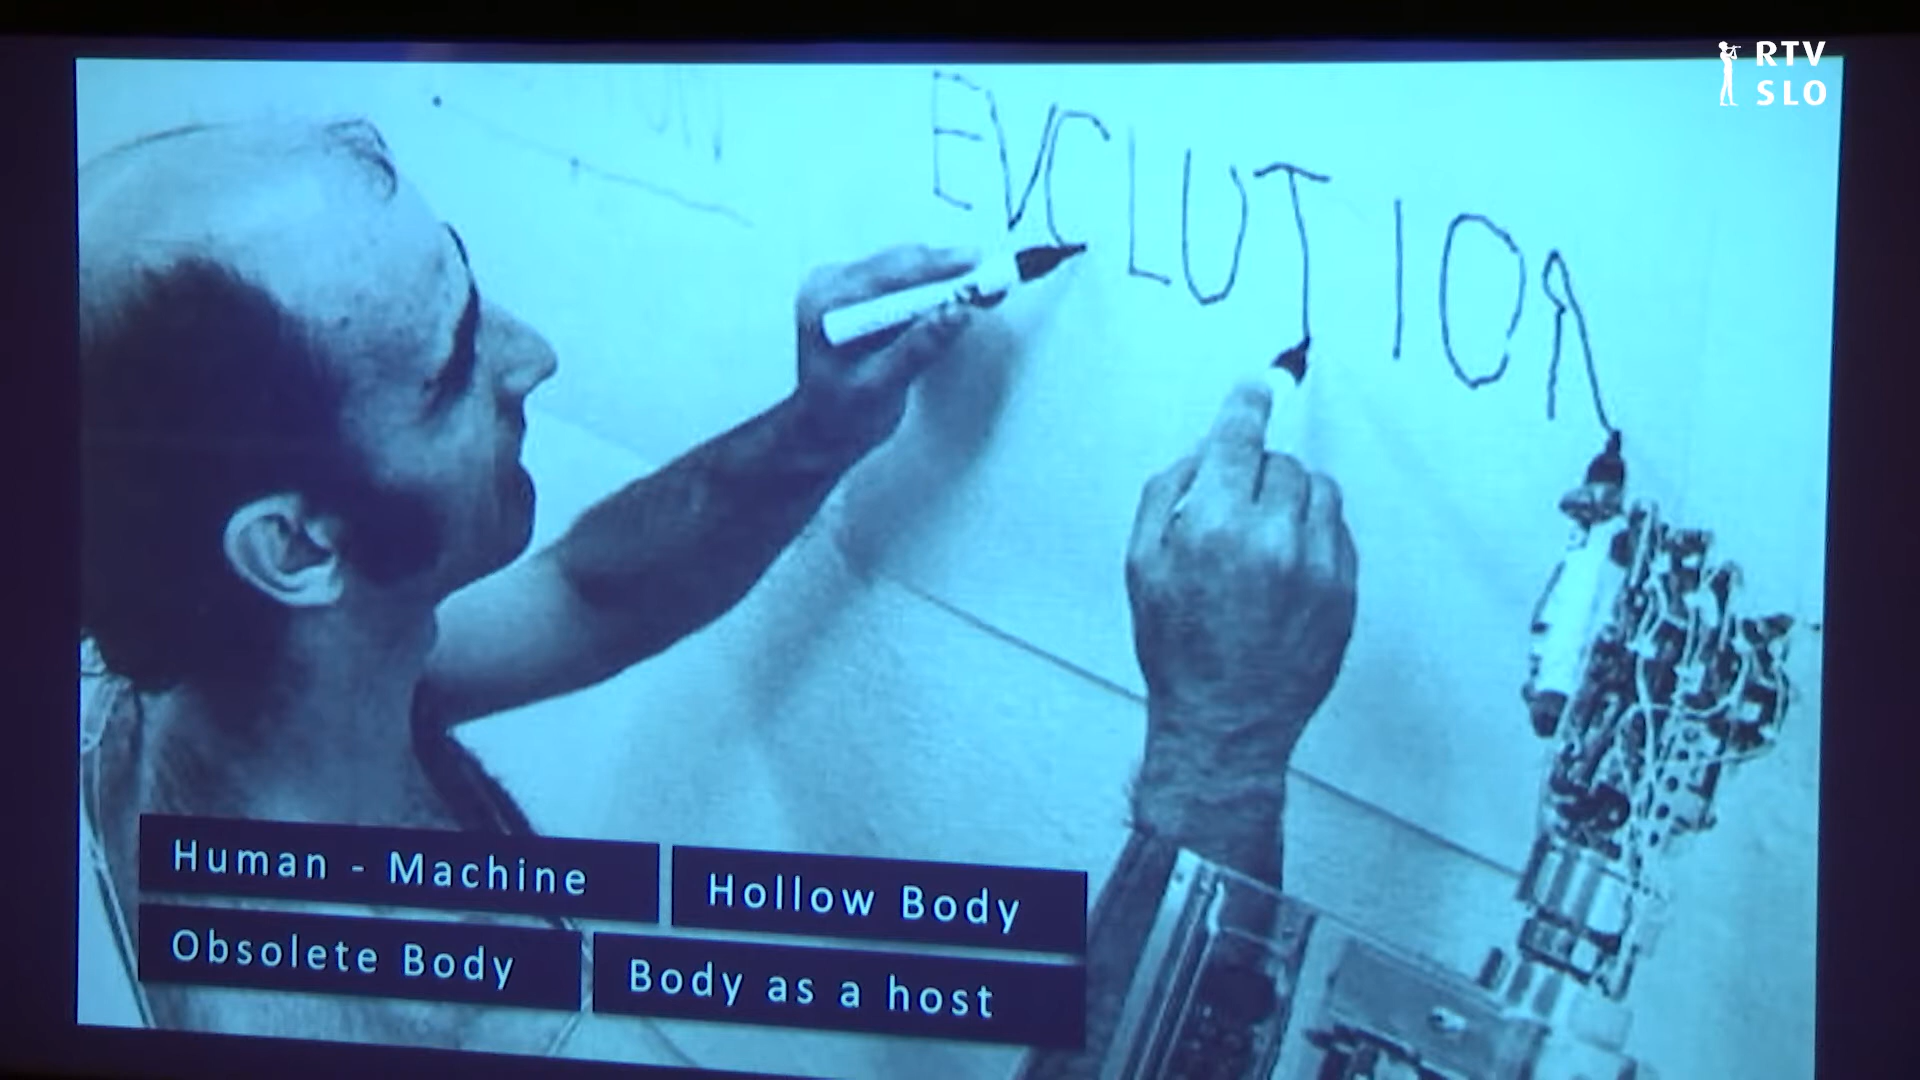 RTV
SLO
EVOLUTION
Human - Machine
Hollow Body
Obsolete Body
Body as a host